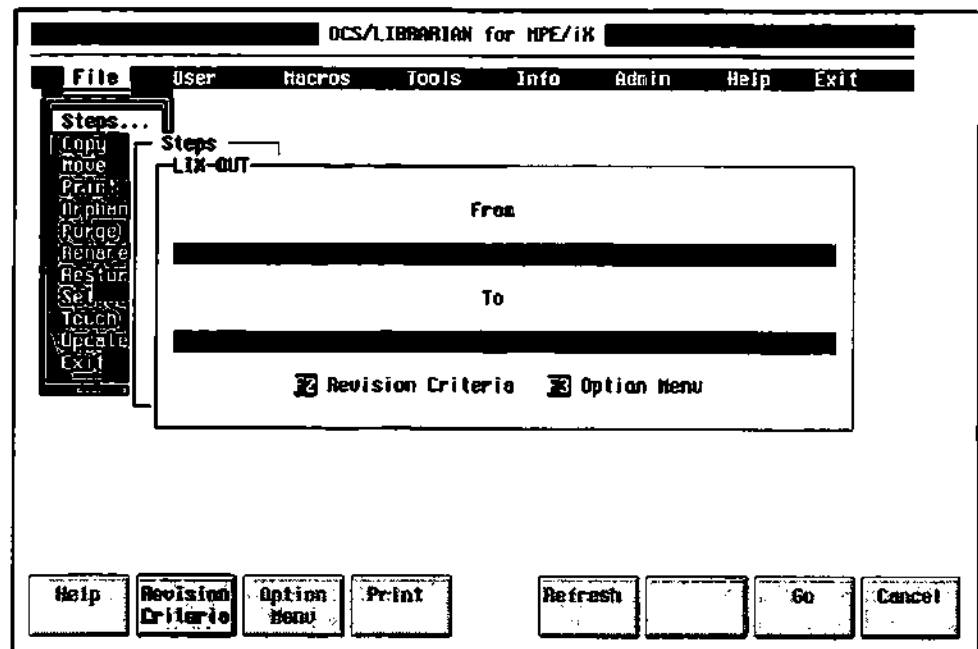 OCS/LIBRARIAN for MPE/iX
File User Macros Tools Info Admin Help Exit
Steps...
Copy
Move
Print
Orphan
Purge
Rename
Restor
Set
Touch
Update
Exit
Steps
LIX-OUT
From
To
F2 Revision Criteria F3 Option Menu
Help
Revision Criteria
Option Menu
Print
Refresh
Go
Cancel